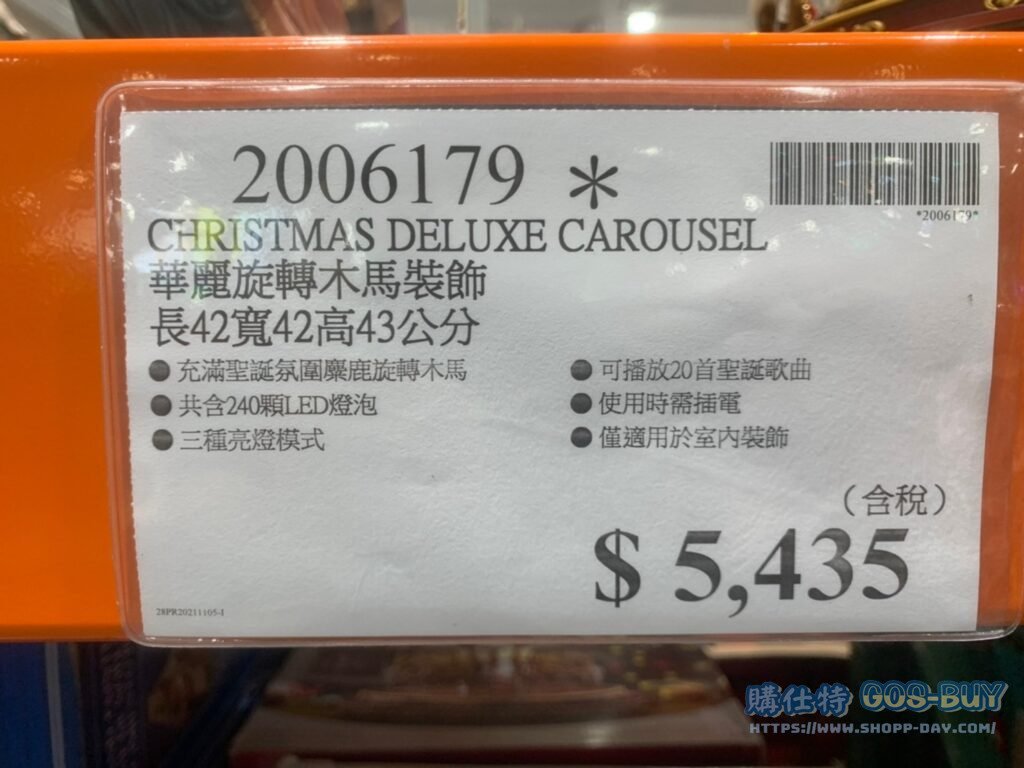 2006179 *
*2006179*
CHRISTMAS DELUXE CAROUSEL
華麗旋轉木馬裝飾
長42寬42高43公分
● 充滿聖誕氛圍麋鹿旋轉木馬
● 共含240顆LED燈泡
● 三種亮燈模式
● 可播放20首聖誕歌曲
● 使用時需插電
● 僅適用於室內裝飾
(含稅)
$ 5,435
28PR20211105-1
購仕特 GOS-BUY
HTTPS://WWW.SHOPP-DAY.COM/